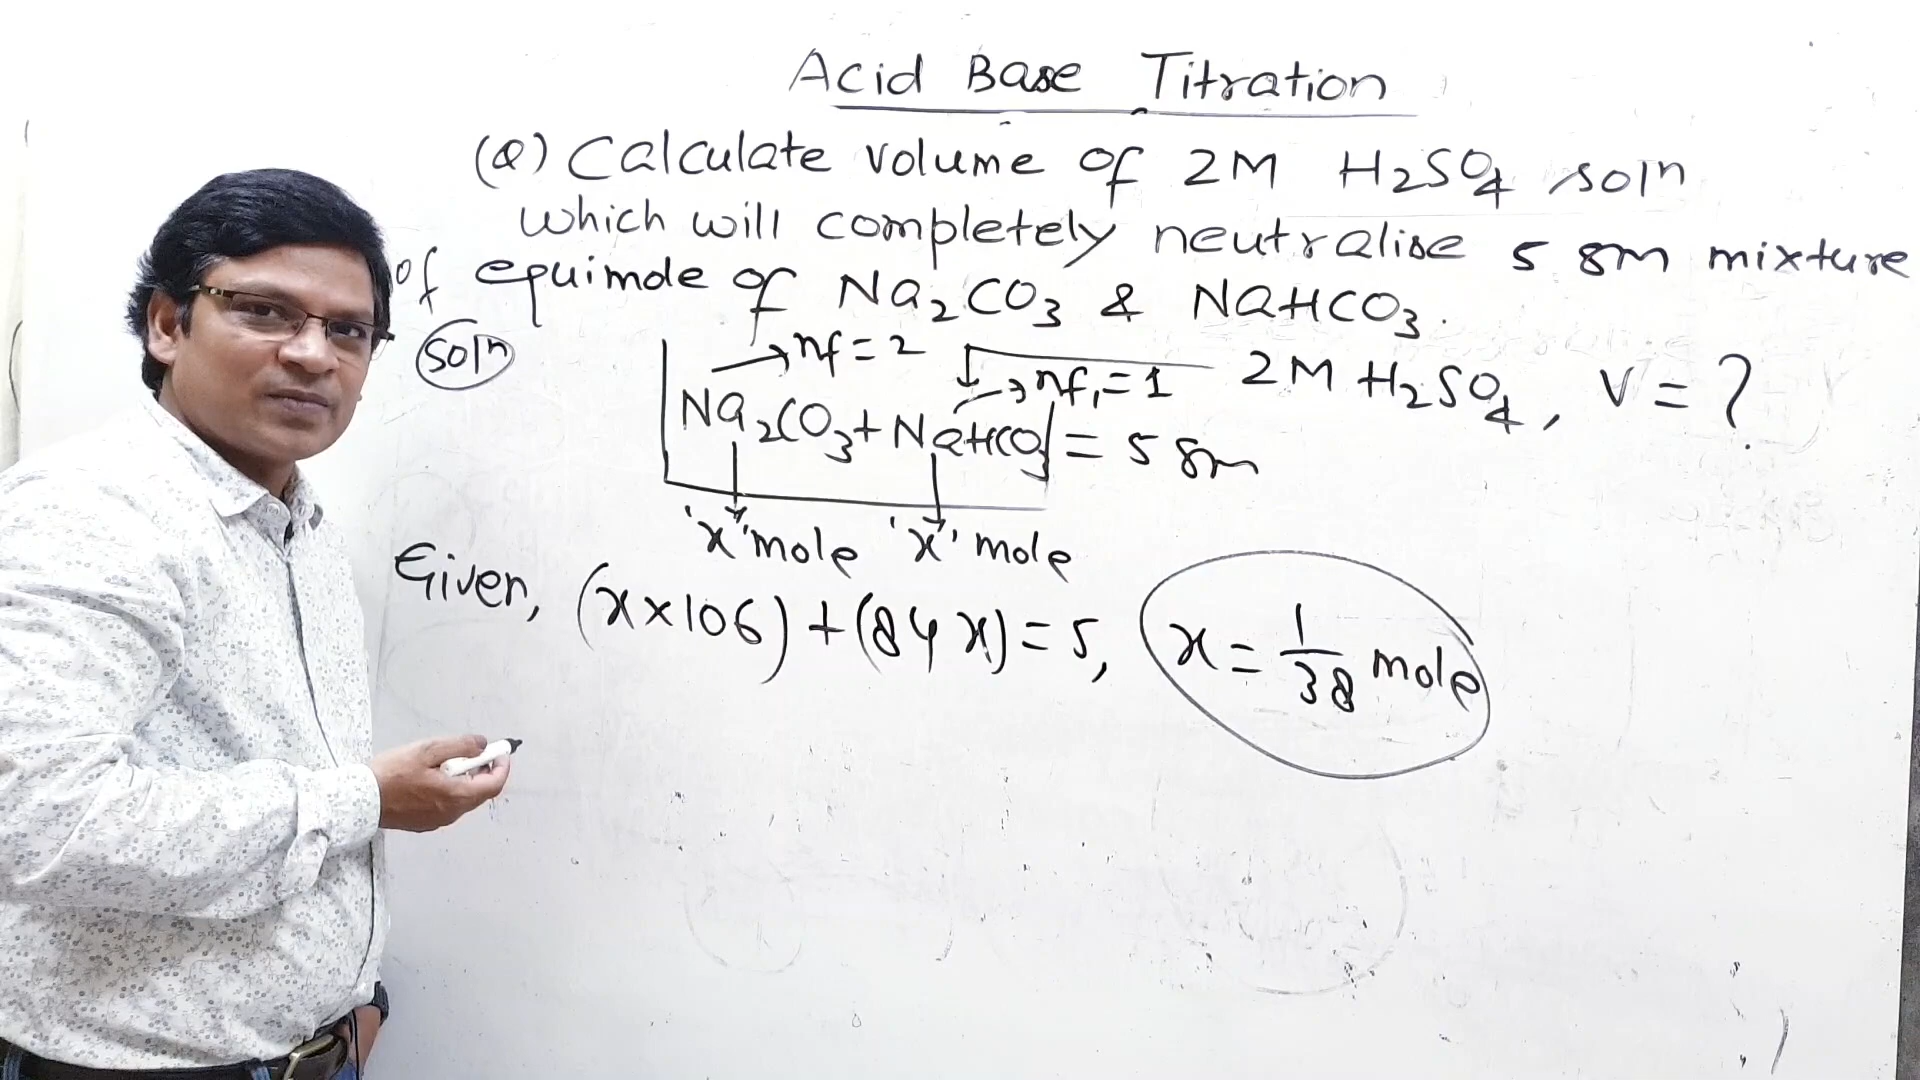 Acid Base Titration
(Q) Calculate volume of 2M H₂SO₄ solⁿ
which will completely neutralise 5 gm mixture
of equimole of Na₂CO₃ & NaHCO₃.
Solⁿ
→nf = 2
→nf₁ = 1
2M H₂SO₄, V = ?
Na₂CO₃ + NaHCO₃ = 5 gm
'x' mole 'x' mole
Given, (x×106) + (84x) = 5, x = 1/38 mole